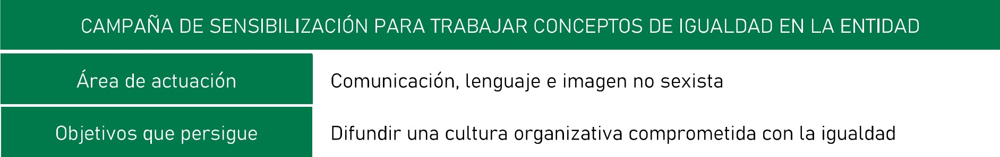 CAMPAÑA DE SENSIBILIZACIÓN PARA TRABAJAR CONCEPTOS DE IGUALDAD EN LA ENTIDAD
Área de actuación
Comunicación, lenguaje e imagen no sexista
Objetivos que persigue
Difundir una cultura organizativa comprometida con la igualdad